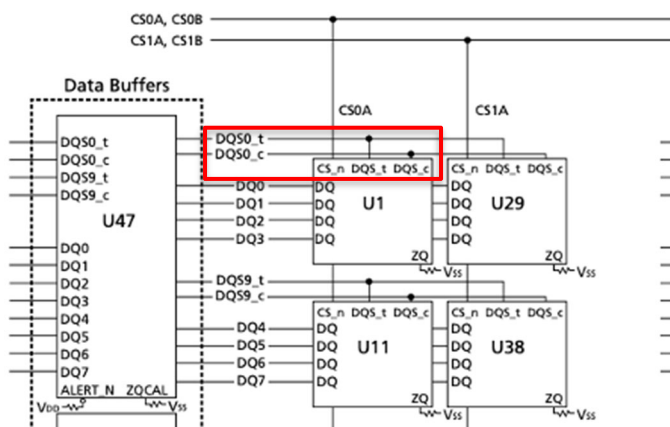 CS0A, CS0B
CS1A, CS1B
Data Buffers
CS0A
CS1A
DQS0_t
DQS0_c
DQS9_t
DQS9_c
U47
DQ0
DQ1
DQ2
DQ3
DQ4
DQ5
DQ6
DQ7
ALERT_N ZQCAL
VDD
VSS
DQS0_t
DQS0_c
DQ0
DQ1
DQ2
DQ3
CS_n DQS_t DQS_c
DQ
DQ
DQ
DQ
U1
ZQ
VSS
CS_n DQS_t DQS_c
DQ
DQ
DQ
DQ
U29
ZQ
VSS
DQS9_t
DQS9_c
DQ4
DQ5
DQ6
DQ7
CS_n DQS_t DQS_c
DQ
DQ
DQ
DQ
U11
ZQ
VSS
CS_n DQS_t DQS_c
DQ
DQ
DQ
DQ
U38
ZQ
VSS